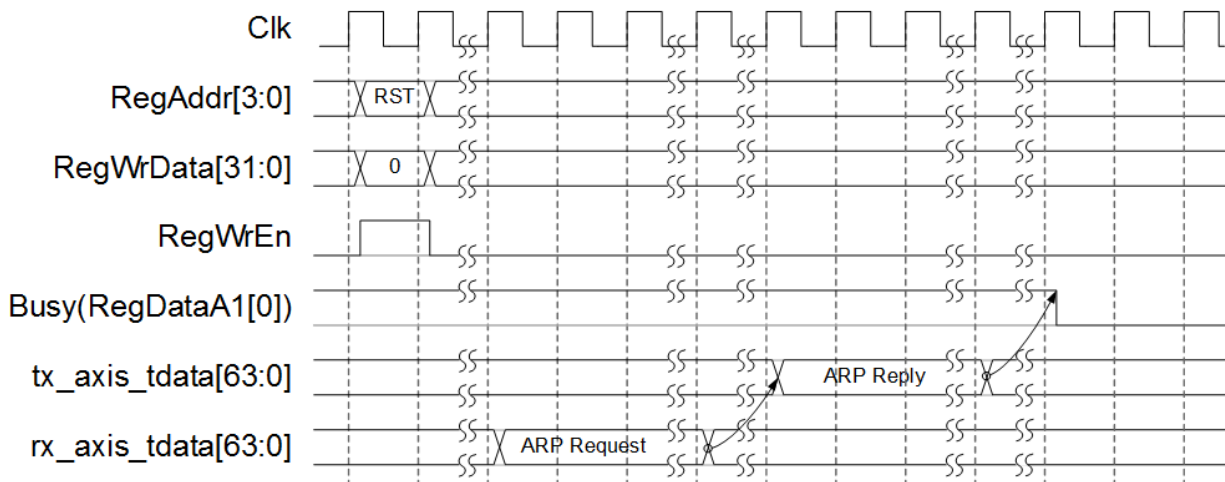 Clk
RegAddr[3:0]
RST
RegWrData[31:0]
0
RegWrEn
Busy(RegDataA1[0])
tx_axis_tdata[63:0]
ARP Reply
rx_axis_tdata[63:0]
ARP Request